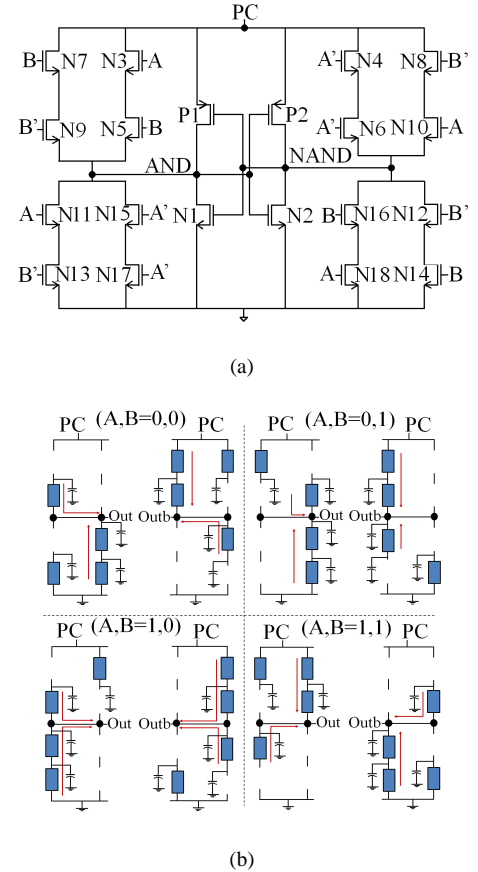 PC
B N7 N3 A A' N4 N8 B'
P1 P2
B' N9 N5 B A' N6 N10 A
AND NAND
A N11 N15 A' N1 N2 B N16 N12 B'
B' N13 N17 A' A N18 N14 B
(a)
PC (A,B=0,0) PC PC (A,B=0,1) PC
Out Outb Out Outb
PC (A,B=1,0) PC PC (A,B=1,1) PC
Out Outb Out Outb
(b)